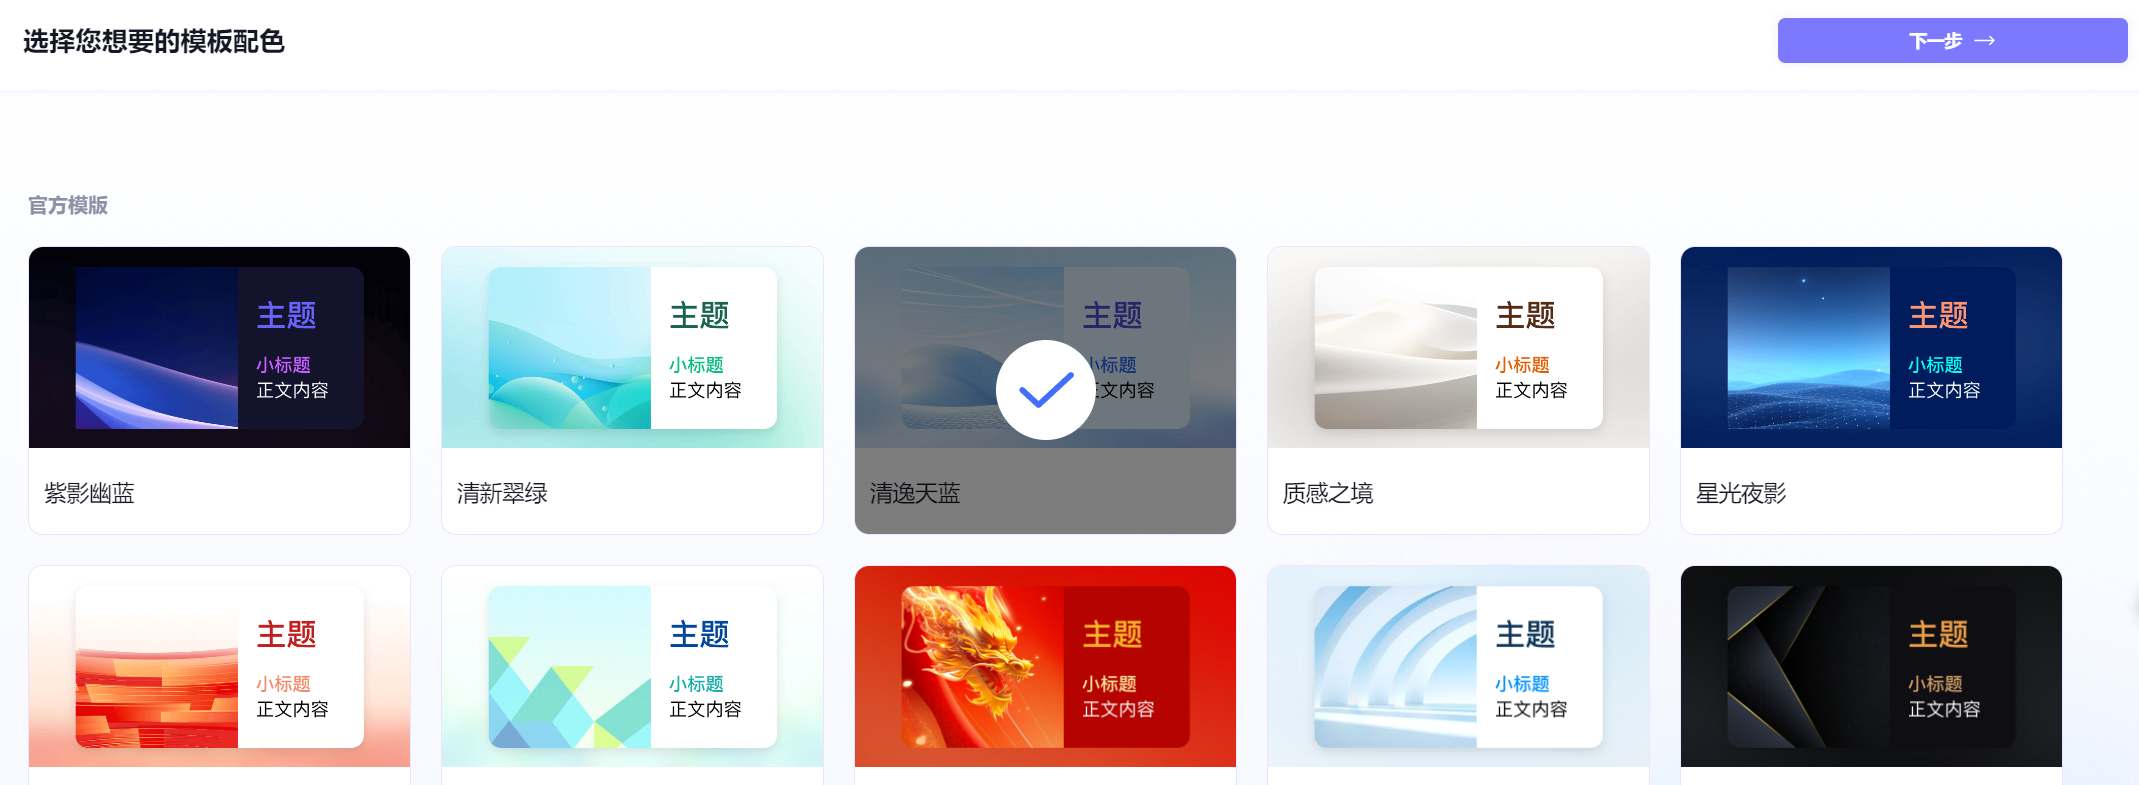 选择您想要的模板配色
下一步 →
官方模版
主题
小标题
正文内容
紫影幽蓝
主题
小标题
正文内容
清新翠绿
主题
小标题
正文内容
清逸天蓝
主题
小标题
正文内容
质感之境
主题
小标题
正文内容
星光夜影
主题
小标题
正文内容
主题
小标题
正文内容
主题
小标题
正文内容
主题
小标题
正文内容
主题
小标题
正文内容